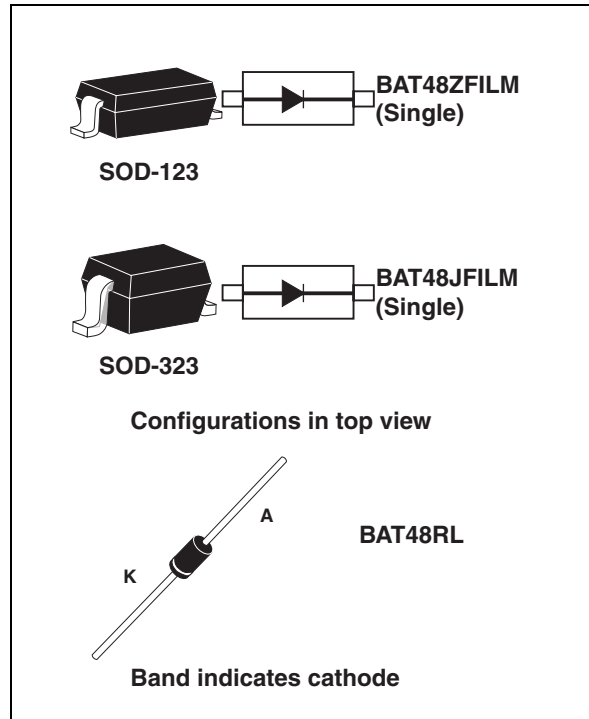 BAT48ZFILM
(Single)
SOD-123
BAT48JFILM
(Single)
SOD-323
Configurations in top view
A
BAT48RL
K
Band indicates cathode